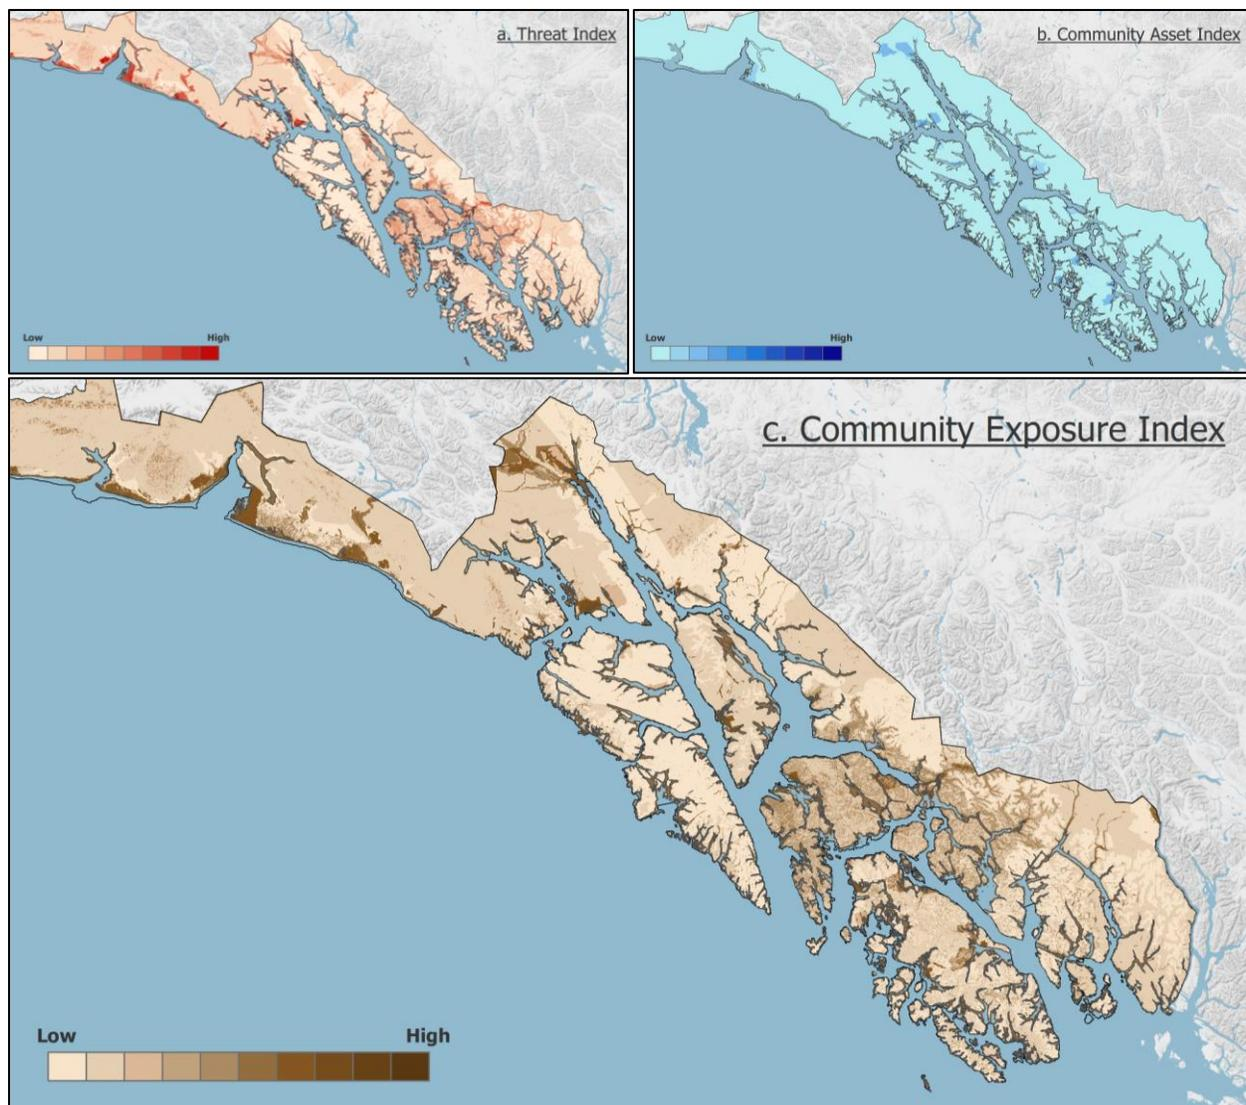 a. Threat Index
Low High
b. Community Asset Index
Low High
c. Community Exposure Index
Low High